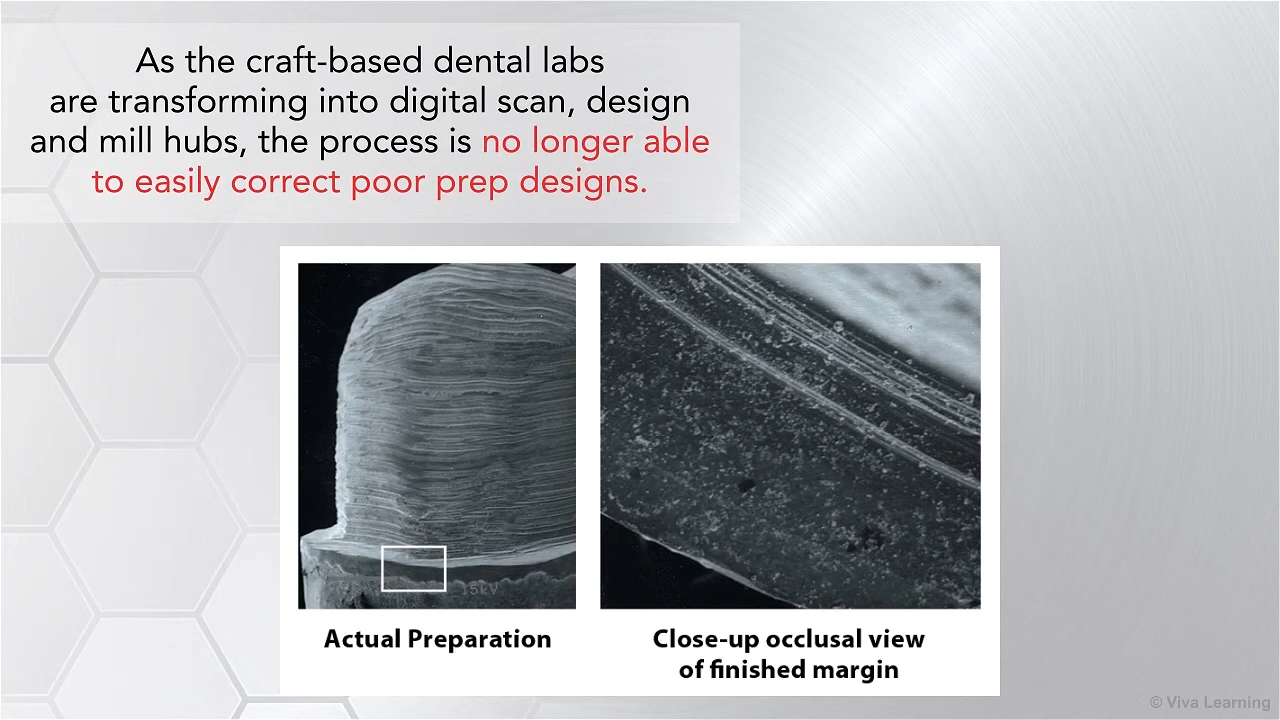 As the craft-based dental labs
are transforming into digital scan, design
and mill hubs, the process is no longer able
to easily correct poor prep designs.
15kV
Actual Preparation
Close-up occlusal view
of finished margin
© Viva Learning